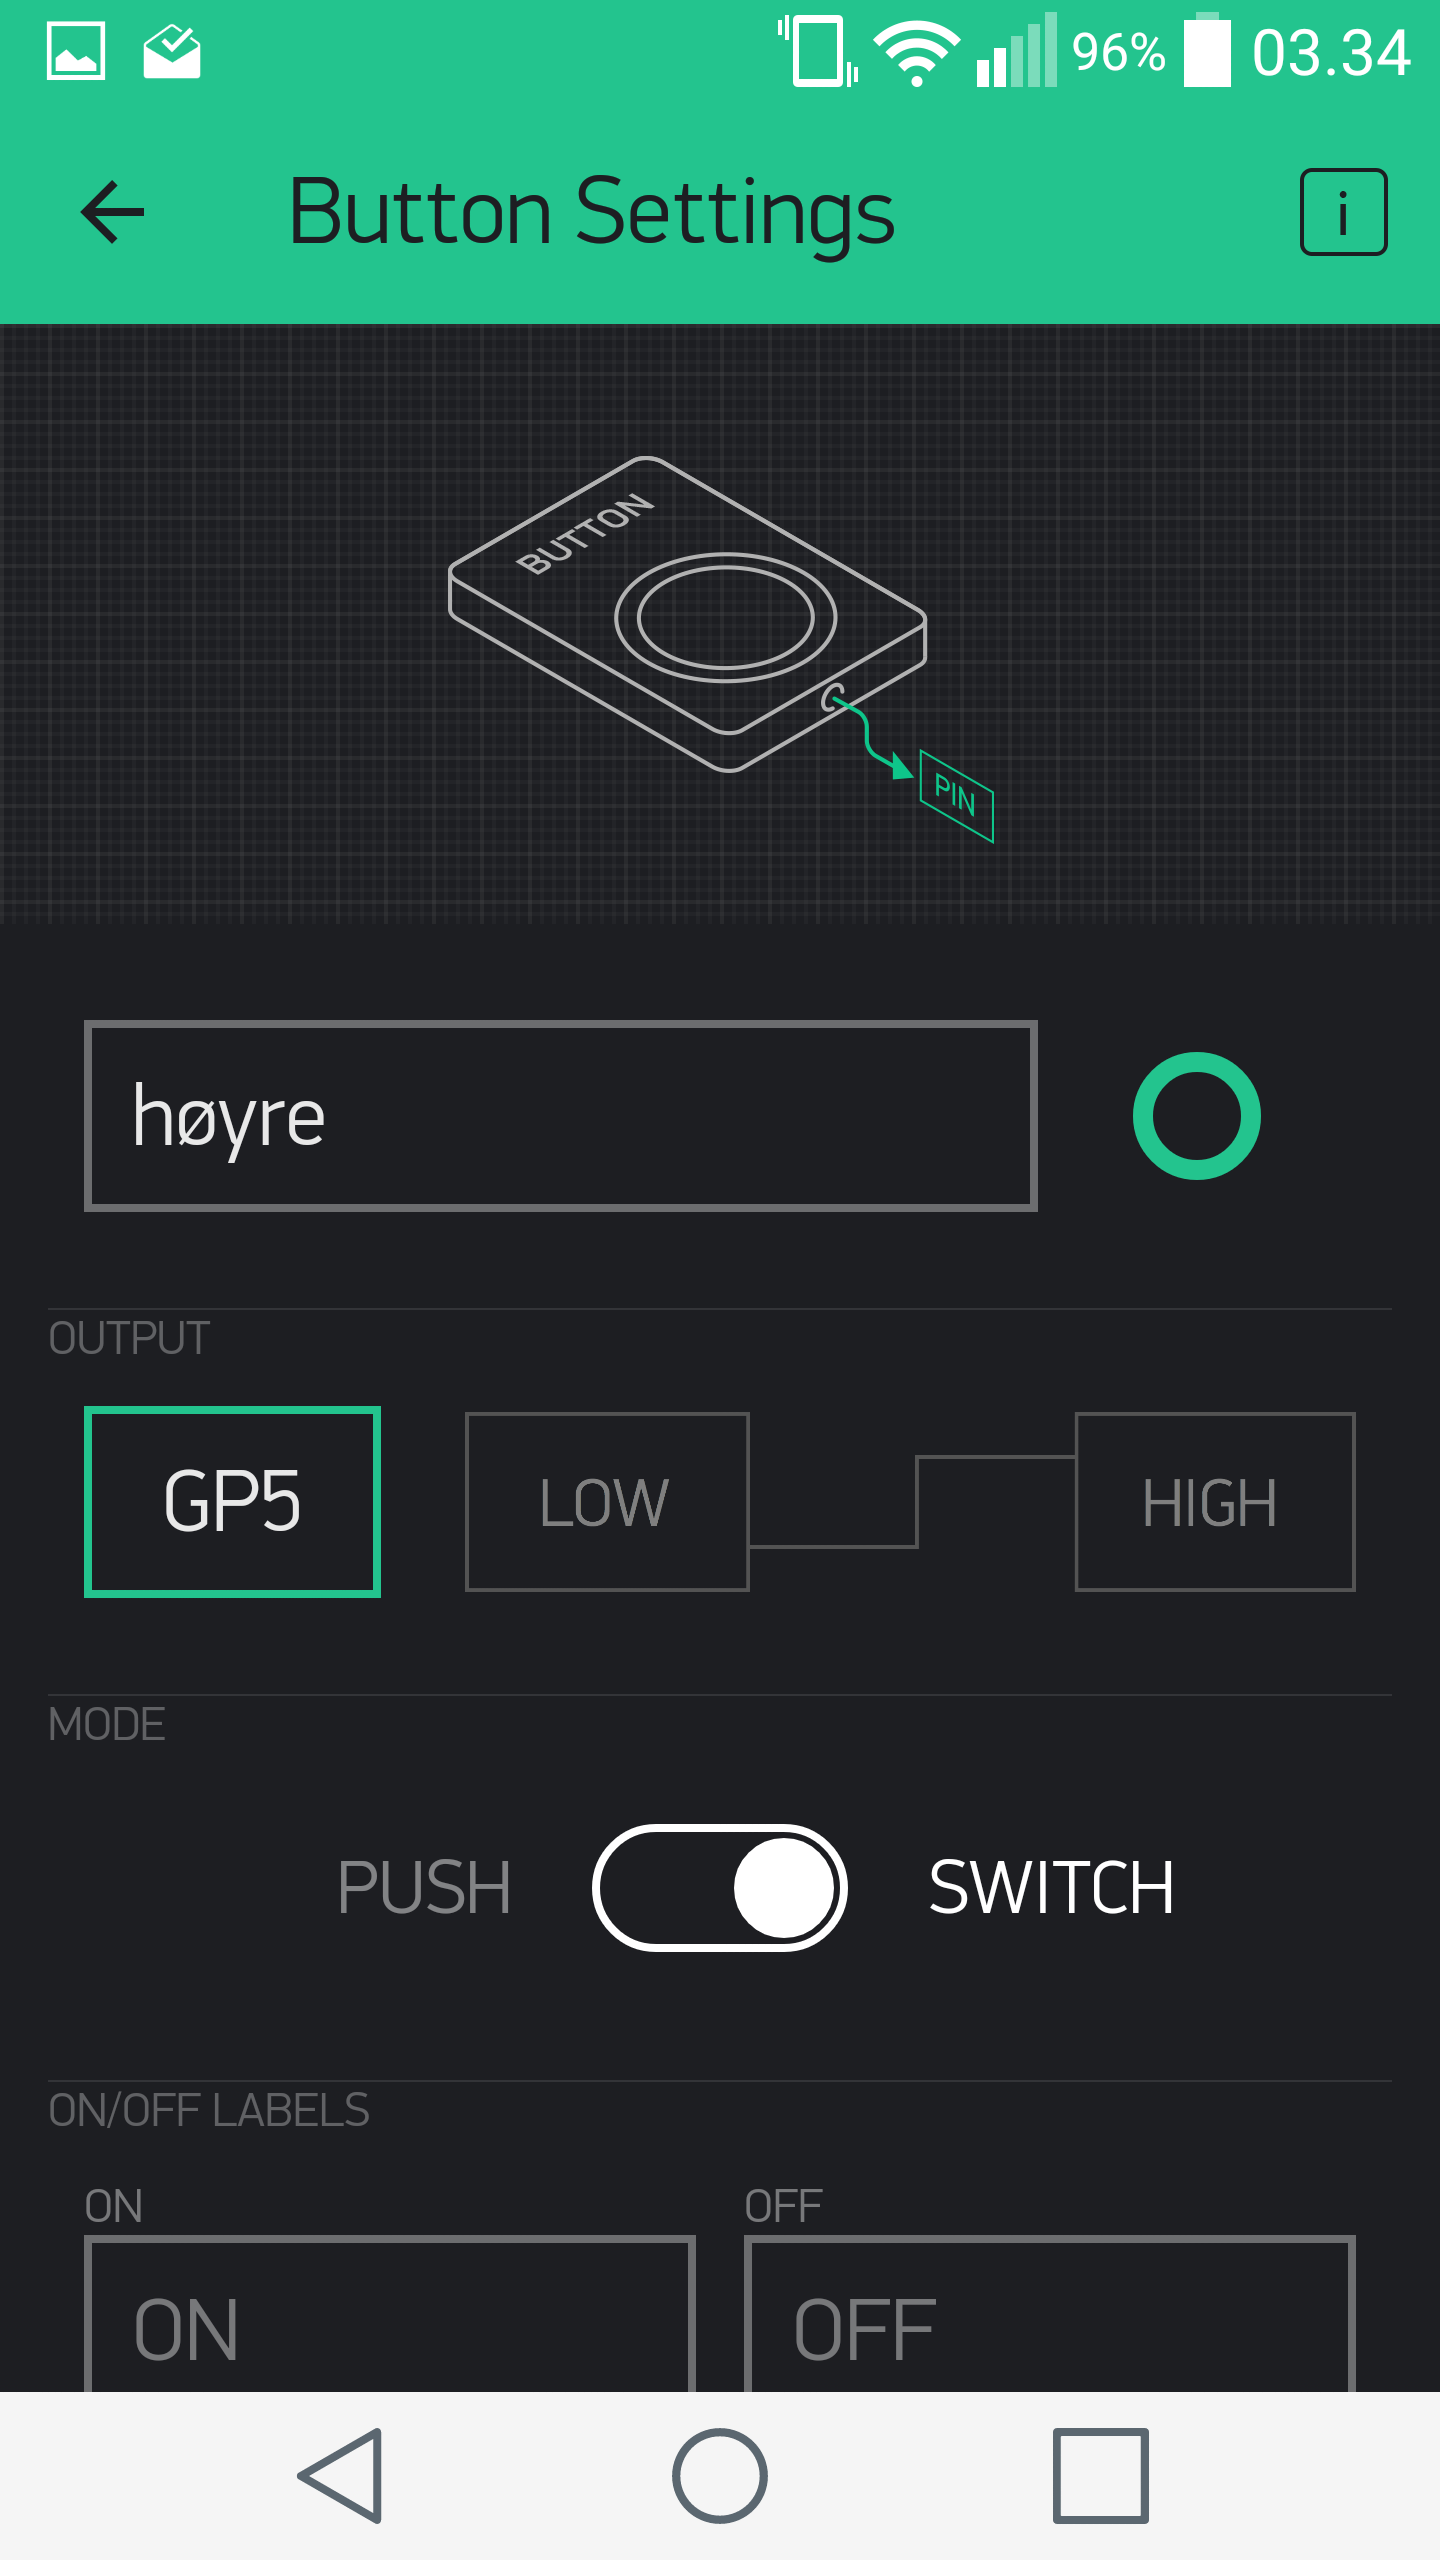 96% 03.34
Button Settings
i
BUTTON
PIN
høyre
OUTPUT
GP5 LOW HIGH
MODE
PUSH SWITCH
ON/OFF LABELS
ON OFF
ON OFF